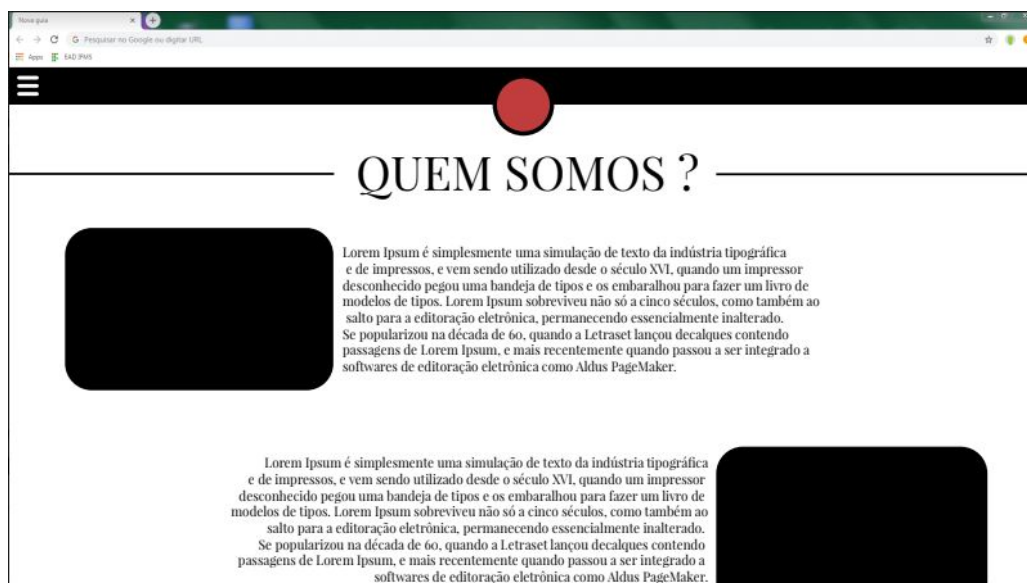 Nova guia
Pesquisar no Google ou digitar URL
Apps EAD IFMS
QUEM SOMOS ?
Lorem Ipsum é simplesmente uma simulação de texto da indústria tipográfica
e de impressos, e vem sendo utilizado desde o século XVI, quando um impressor
desconhecido pegou uma bandeja de tipos e os embaralhou para fazer um livro de
modelos de tipos. Lorem Ipsum sobreviveu não só a cinco séculos, como também ao
salto para a editoração eletrônica, permanecendo essencialmente inalterado.
Se popularizou na década de 60, quando a Letraset lançou decalques contendo
passagens de Lorem Ipsum, e mais recentemente quando passou a ser integrado a
softwares de editoração eletrônica como Aldus PageMaker.
Lorem Ipsum é simplesmente uma simulação de texto da indústria tipográfica
e de impressos, e vem sendo utilizado desde o século XVI, quando um impressor
desconhecido pegou uma bandeja de tipos e os embaralhou para fazer um livro de
modelos de tipos. Lorem Ipsum sobreviveu não só a cinco séculos, como também ao
salto para a editoração eletrônica, permanecendo essencialmente inalterado.
Se popularizou na década de 60, quando a Letraset lançou decalques contendo
passagens de Lorem Ipsum, e mais recentemente quando passou a ser integrado a
softwares de editoração eletrônica como Aldus PageMaker.